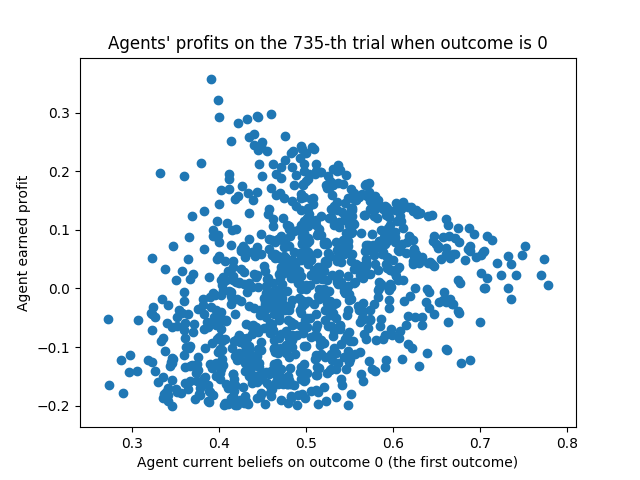 Agents' profits on the 735-th trial when outcome is 0
Agent earned profit
0.3
0.2
0.1
0.0
−0.1
−0.2
0.3 0.4 0.5 0.6 0.7 0.8
Agent current beliefs on outcome 0 (the first outcome)